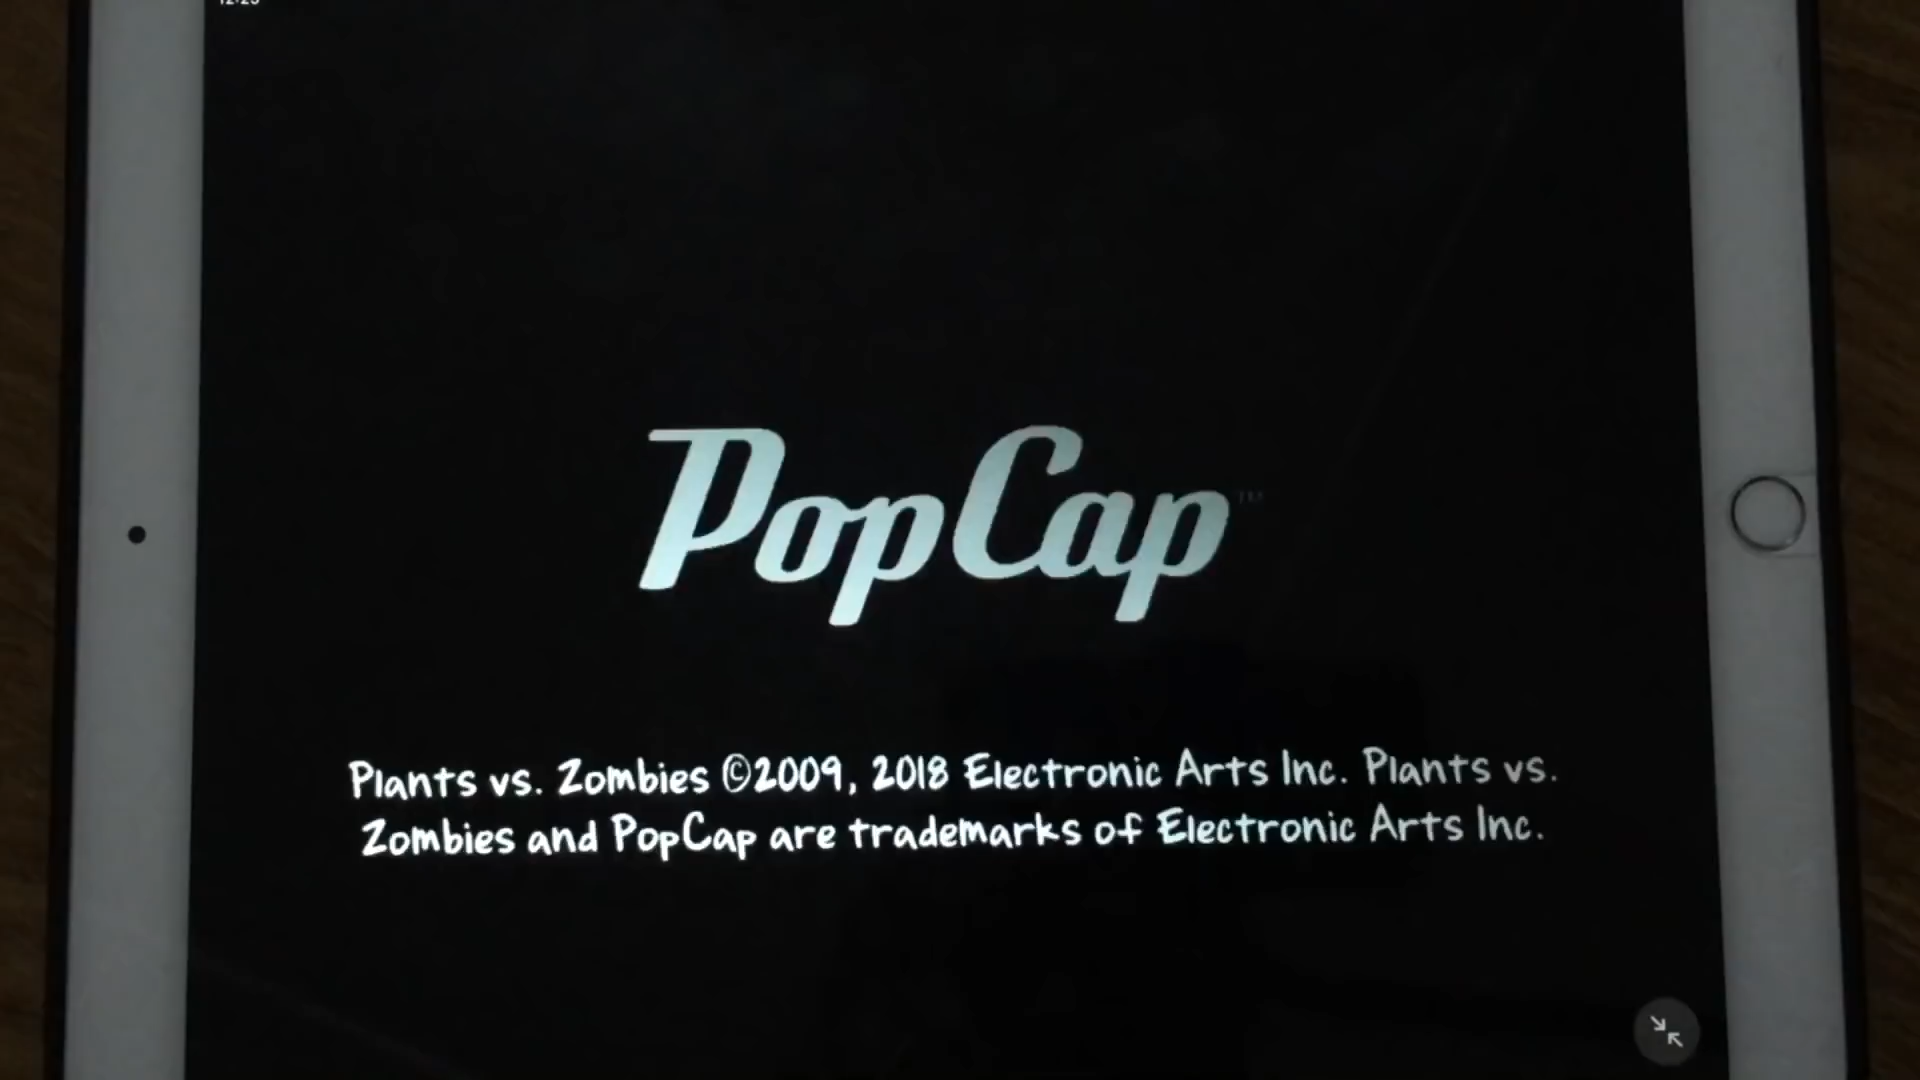 PopCap™
Plants vs. Zombies ©2009, 2018 Electronic Arts Inc. Plants vs.
Zombies and PopCap are trademarks of Electronic Arts Inc.